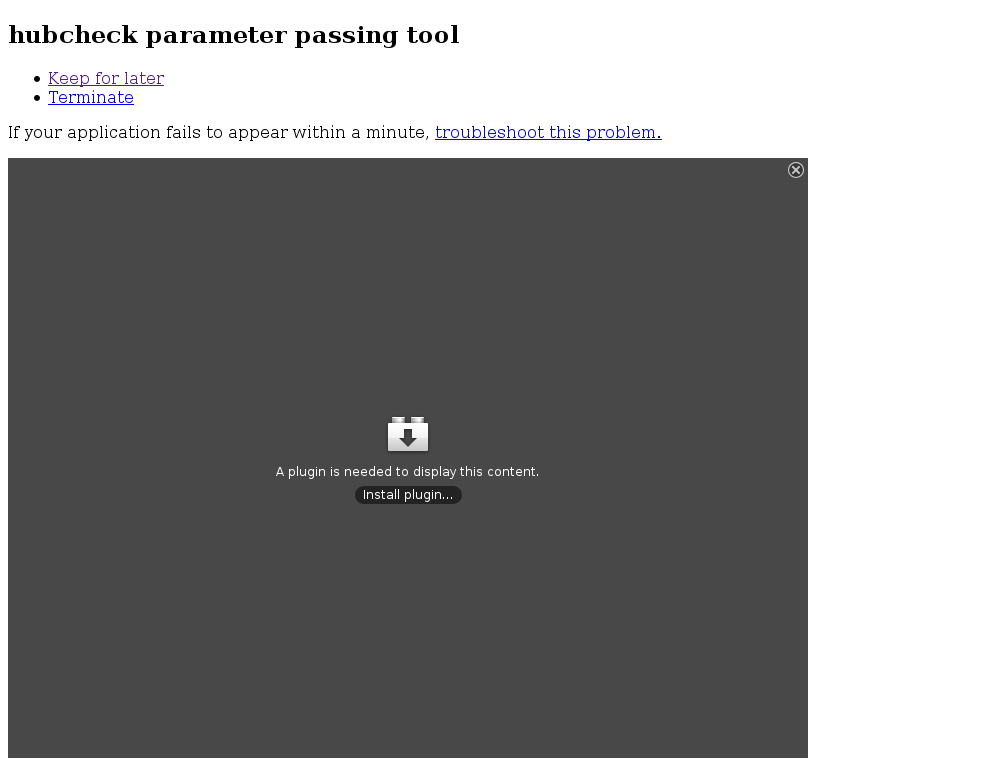 hubcheck parameter passing tool
Keep for later
Terminate
If your application fails to appear within a minute, troubleshoot this problem.
A plugin is needed to display this content.
Install plugin...